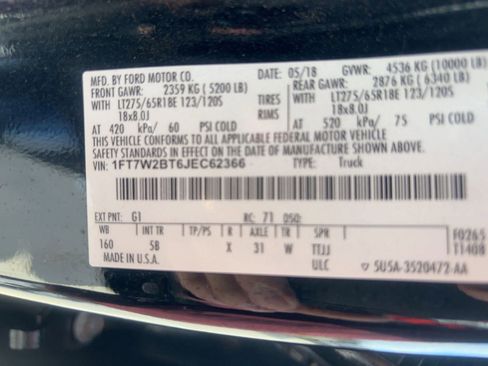 MFD. BY FORD MOTOR CO.
DATE: 05/18 GVWR: 4536 KG (10000 LB)
FRONT GAWR: 2359 KG (5200 LB) REAR GAWR: 2876 KG (6340 LB)
WITH LT275/65R18E 123/120S TIRES WITH LT275/65R18E 123/120S
18x8.0J RIMS 18x8.0J
AT 420 kPa/ 60 PSI COLD AT 520 kPa/ 75 PSI COLD
THIS VEHICLE CONFORMS TO ALL APPLICABLE FEDERAL MOTOR VEHICLE
SAFETY STANDARDS IN EFFECT ON THE DATE OF MANUFACTURE SHOWN ABOVE.
VIN: 1FT7W2BT6JEC62366 TYPE: Truck
EXT PNT: G1 RC: 71 DSO:
WB INT TR TP/PS R AXLE TR SPR F0265
160 5B X 31 W TTJJ T1408
MADE IN U.S.A. ULC 5U5A-3520472-AA